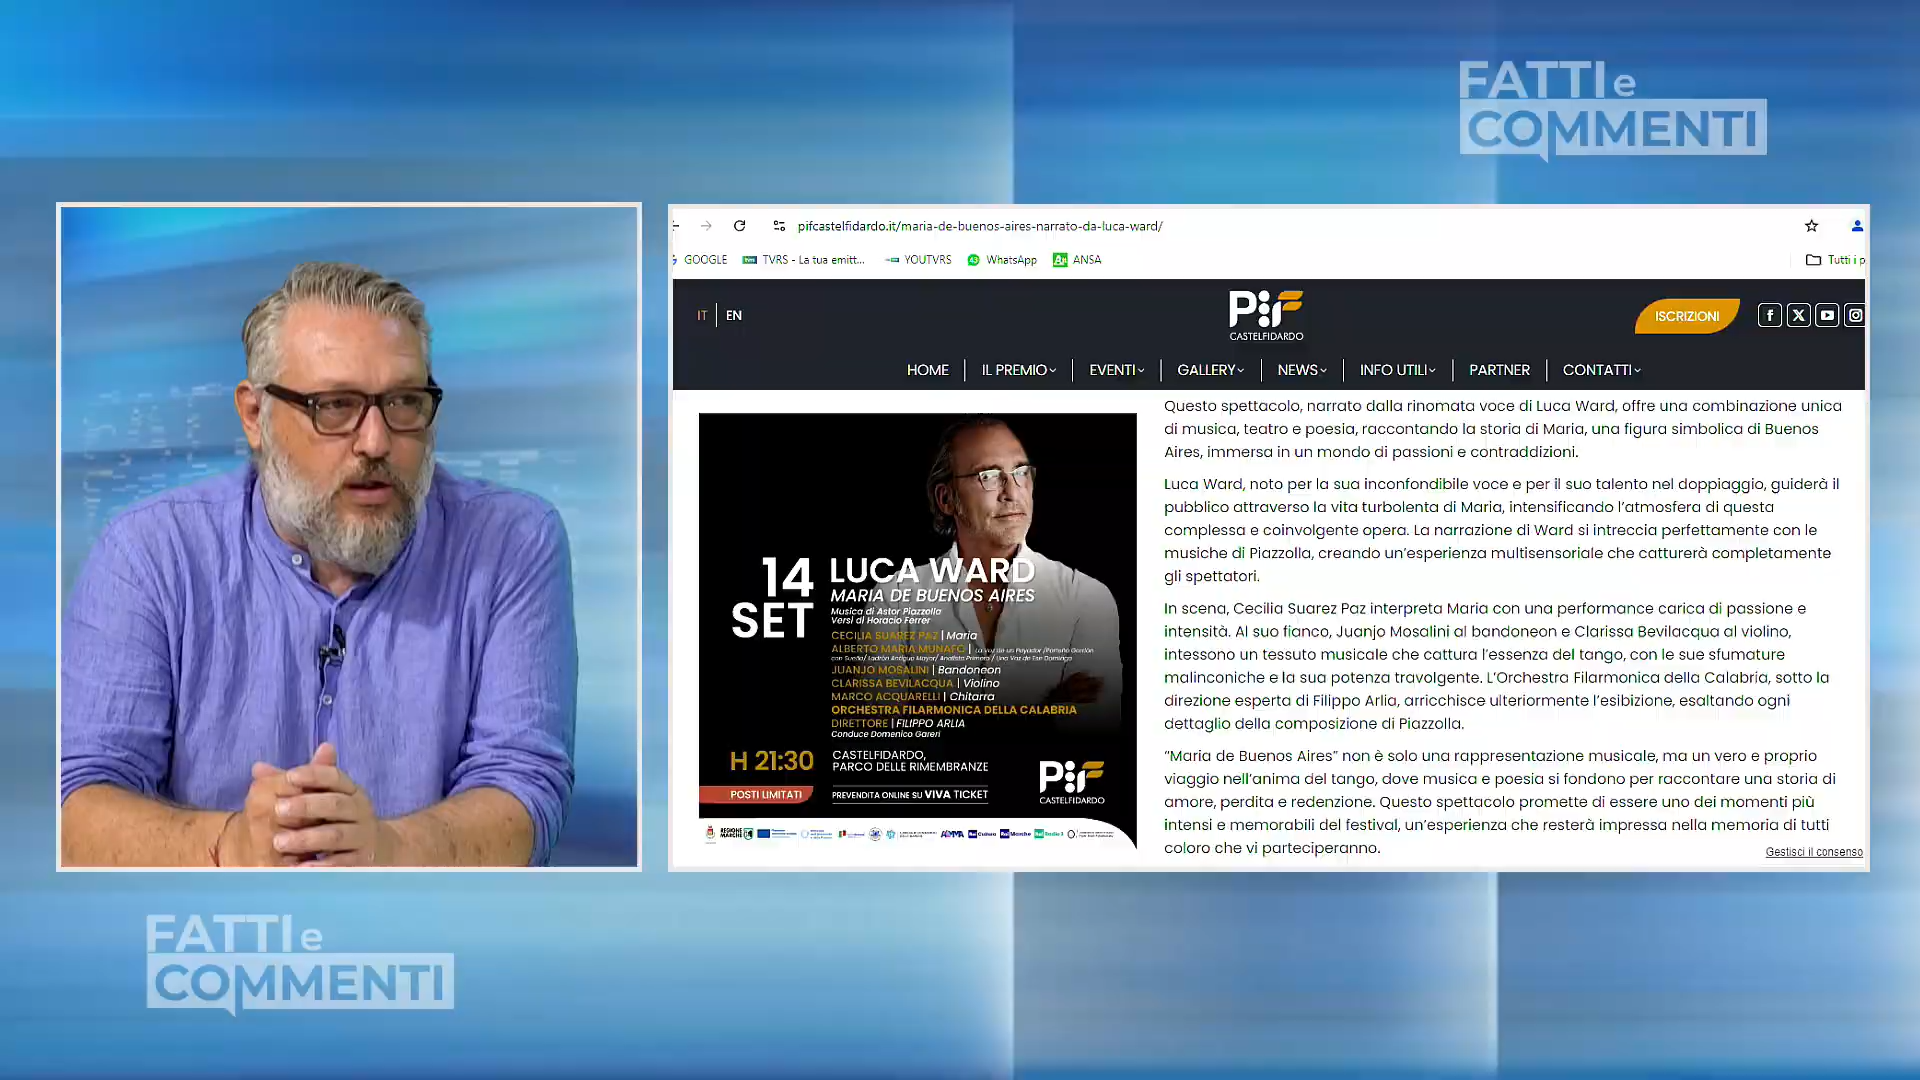 FATTI e
COMMENTI
pifcastelfidardo.it/maria-de-buenos-aires-narrato-da-luca-ward/
GOOGLE
TVRS - La tua emitt...
YOUTVRS
WhatsApp
ANSA
Tutti i p
IT | EN
PIF
CASTELFIDARDO
ISCRIZIONI
HOME
IL PREMIO
EVENTI
GALLERY
NEWS
INFO UTILI
PARTNER
CONTATTI
14
SET
LUCA WARD
MARIA DE BUENOS AIRES
Musica di Astor Piazzolla
Versi di Horacio Ferrer
CECILIA SUAREZ PAZ | Maria
ALBERTO MARIA MUNAFÒ |
JUANJO MOSALINI | Bandoneon
CLARISSA BEVILACQUA | Violino
MARCO ACQUARELLI | Chitarra
ORCHESTRA FILARMONICA DELLA CALABRIA
DIRETTORE | FILIPPO ARLIA
Conduce Domenico Gareri
H 21:30
CASTELFIDARDO,
PARCO DELLE RIMEMBRANZE
POSTI LIMITATI
PREVENDITA ONLINE SU VIVA TICKET
PIF
CASTELFIDARDO
Questo spettacolo, narrato dalla rinomata voce di Luca Ward, offre una combinazione unica
di musica, teatro e poesia, raccontando la storia di Maria, una figura simbolica di Buenos
Aires, immersa in un mondo di passioni e contraddizioni.
Luca Ward, noto per la sua inconfondibile voce e per il suo talento nel doppiaggio, guiderà il
pubblico attraverso la vita turbolenta di Maria, intensificando l’atmosfera di questa
complessa e coinvolgente opera. La narrazione di Ward si intreccia perfettamente con le
musiche di Piazzolla, creando un’esperienza multisensoriale che catturerà completamente
gli spettatori.
In scena, Cecilia Suarez Paz interpreta Maria con una performance carica di passione e
intensità. Al suo fianco, Juanjo Mosalini al bandoneon e Clarissa Bevilacqua al violino,
intessono un tessuto musicale che cattura l’essenza del tango, con le sue sfumature
malinconiche e la sua potenza travolgente. L’Orchestra Filarmonica della Calabria, sotto la
direzione esperta di Filippo Arlia, arricchisce ulteriormente l’esibizione, esaltando ogni
dettaglio della composizione di Piazzolla.
“Maria de Buenos Aires” non è solo una rappresentazione musicale, ma un vero e proprio
viaggio nell’anima del tango, dove musica e poesia si fondono per raccontare una storia di
amore, perdita e redenzione. Questo spettacolo promette di essere uno dei momenti più
intensi e memorabili del festival, un’esperienza che resterà impressa nella memoria di tutti
coloro che vi parteciperanno.
Gestisci il consenso
FATTI e
COMMENTI